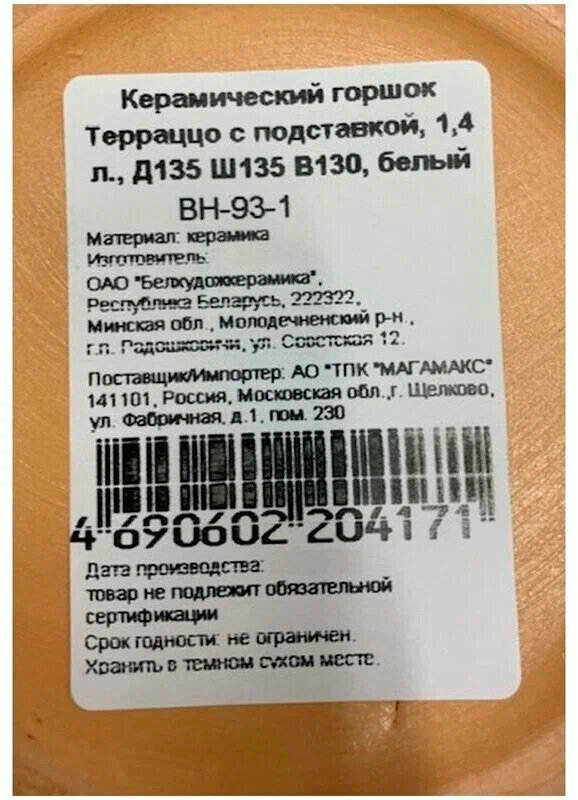 Керамический горшок
Терраццо с подставкой, 1,4
л., Д135 Ш135 В130, белый
ВН-93-1
Материал: керамика
Изготовитель:
ОАО "Белхудожкерамика",
Республика Беларусь, 222322,
Минская обл., Молодечненский р-н.,
г.п. Радошковичи, ул. Советская 12.
Поставщик/Импортер: АО "ТПК "МАГАМАКС"
141101, Россия, Московская обл.,г. Щелково,
ул. Фабричная, д.1, пом. 230
4 690602 204171
Дата производства:
товар не подлежит обязательной
сертификации
Срок годности: не ограничен.
Хранить в темном сухом месте.